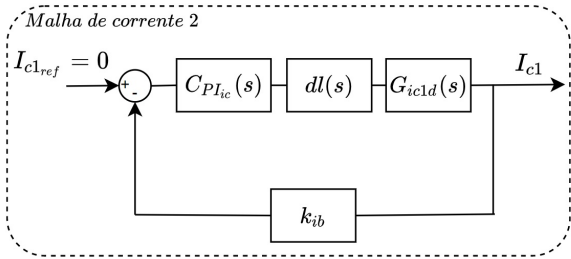 Malha de corrente 2
I_{c1_{ref}} = 0
I_{c1}
+
-
C_{PI_{ic}}(s)
dl(s)
G_{ic1d}(s)
k_{ib}